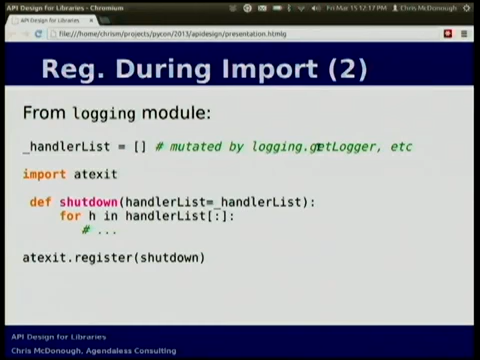 API Design for Libraries - Chromium
Fri Mar 15 12:17 PM
Chris McDonough
API Design for Libraries
file:///home/chrism/projects/pycon/2013/apidesign/presentation.html
Reg. During Import (2)
From logging module:
_handlerList = [] # mutated by logging.getLogger, etc
import atexit
def shutdown(handlerList=_handlerList):
for h in handlerList[:]:
# ...
atexit.register(shutdown)
API Design for Libraries
Chris McDonough, Agendaless Consulting